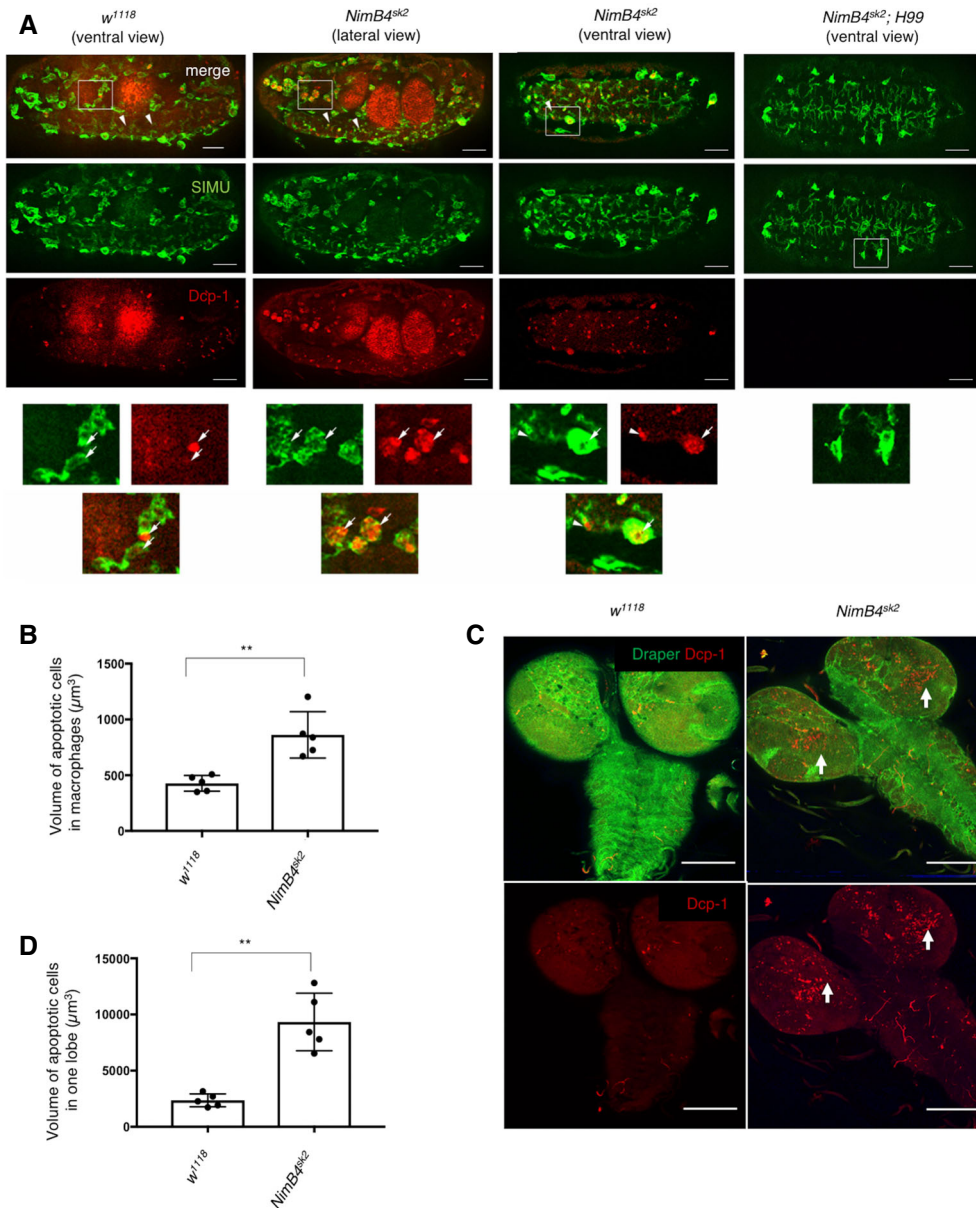 A
w1118
(ventral view)
NimB4sk2
(lateral view)
NimB4sk2
(ventral view)
NimB4sk2; H99
(ventral view)
merge
SIMU
Dcp-1
B
**
Volume of apoptotic cells
in macrophages (µm3)
1500
1000
500
0
w1118
NimB4sk2
C
w1118
NimB4sk2
Draper Dcp-1
Dcp-1
D
**
Volume of apoptotic cells
in one lobe (µm3)
15000
10000
5000
0
w1118
NimB4sk2